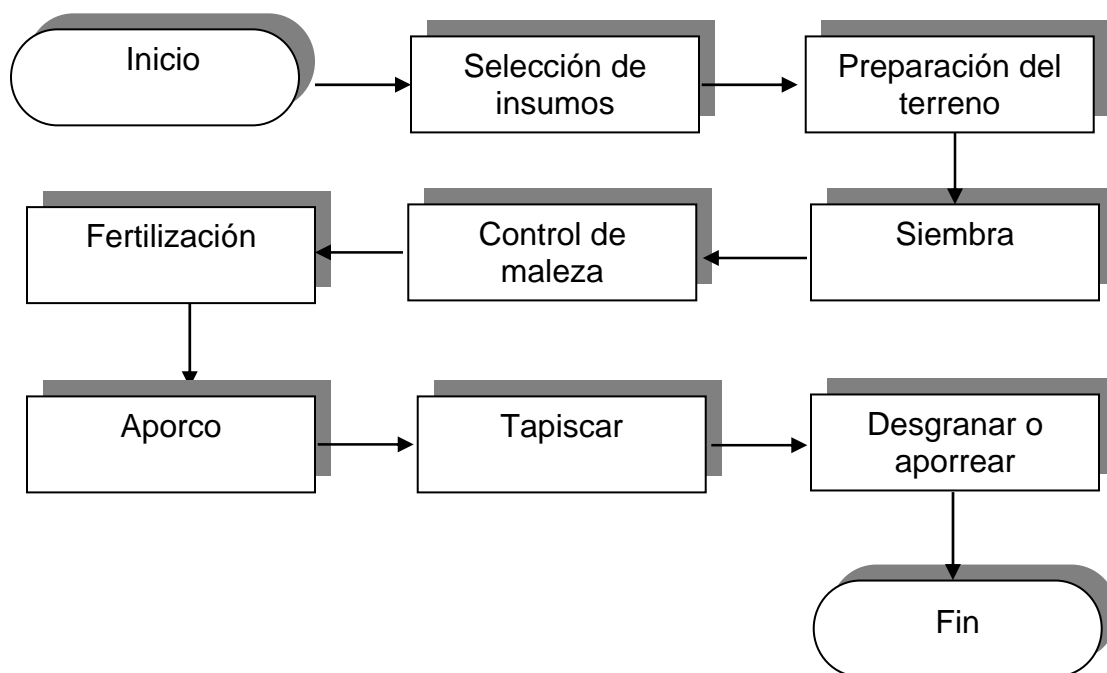 Inicio
Selección de
insumos
Preparación del
terreno
Siembra
Control de
maleza
Fertilización
Aporco
Tapiscar
Desgranar o
aporrear
Fin